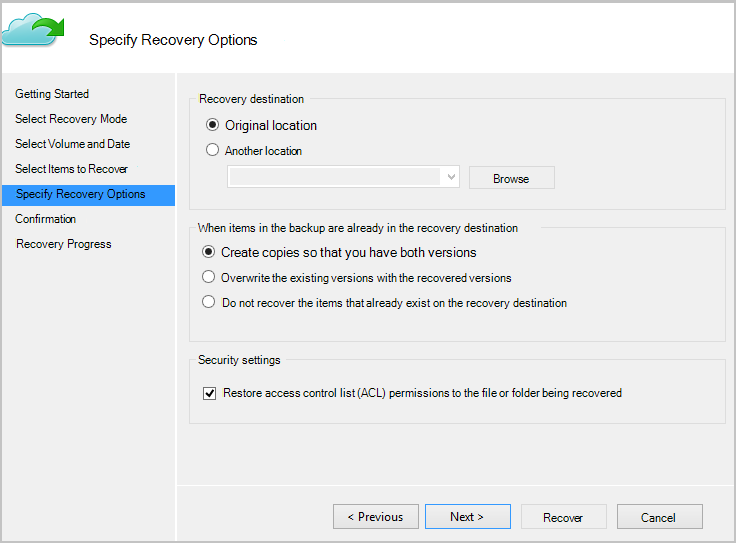 Specify Recovery Options
Getting Started
Select Recovery Mode
Select Volume and Date
Select Items to Recover
Specify Recovery Options
Confirmation
Recovery Progress
Recovery destination
Original location
Another location
Browse
When items in the backup are already in the recovery destination
Create copies so that you have both versions
Overwrite the existing versions with the recovered versions
Do not recover the items that already exist on the recovery destination
Security settings
Restore access control list (ACL) permissions to the file or folder being recovered
< Previous
Next >
Recover
Cancel